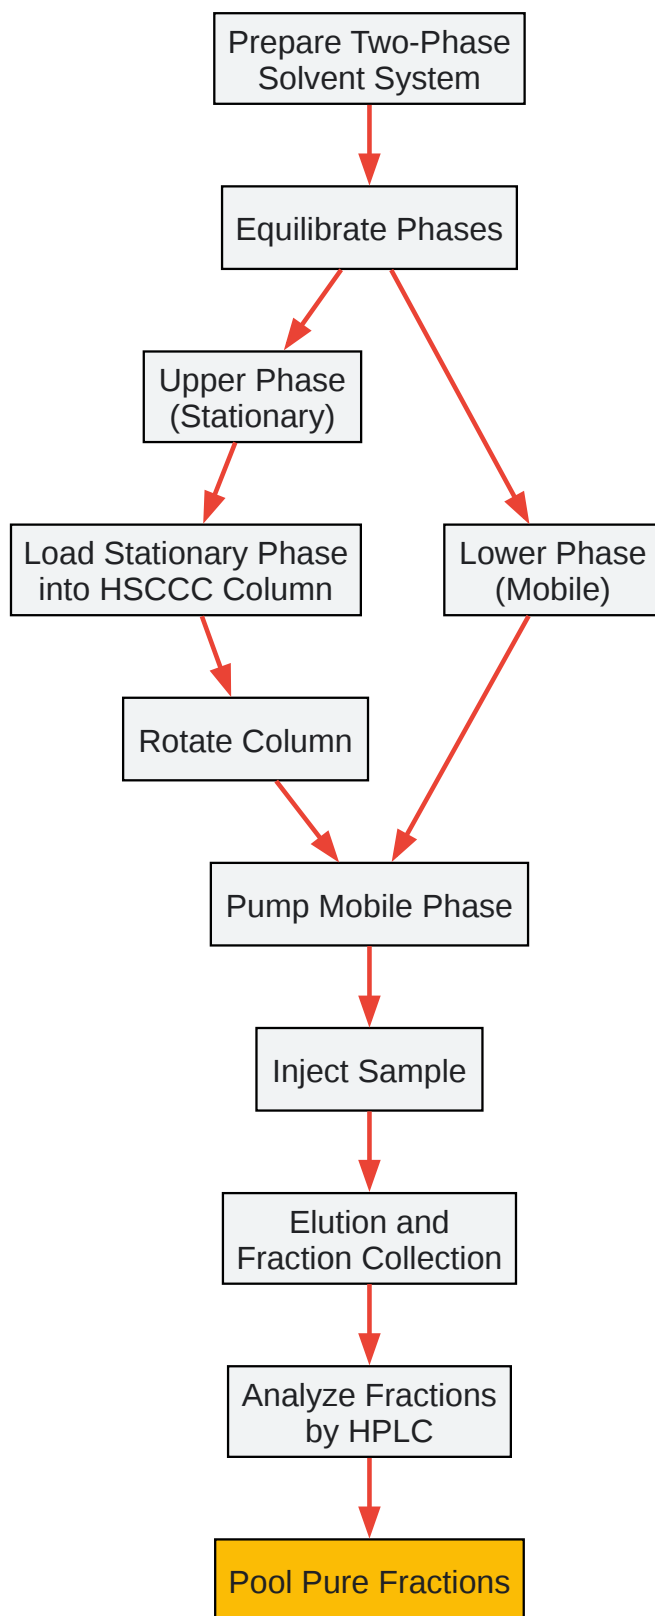 Prepare Two-Phase
Solvent System
Equilibrate Phases
Upper Phase
(Stationary)
Load Stationary Phase
into HSCCC Column
Lower Phase
(Mobile)
Rotate Column
Pump Mobile Phase
Inject Sample
Elution and
Fraction Collection
Analyze Fractions
by HPLC
Pool Pure Fractions